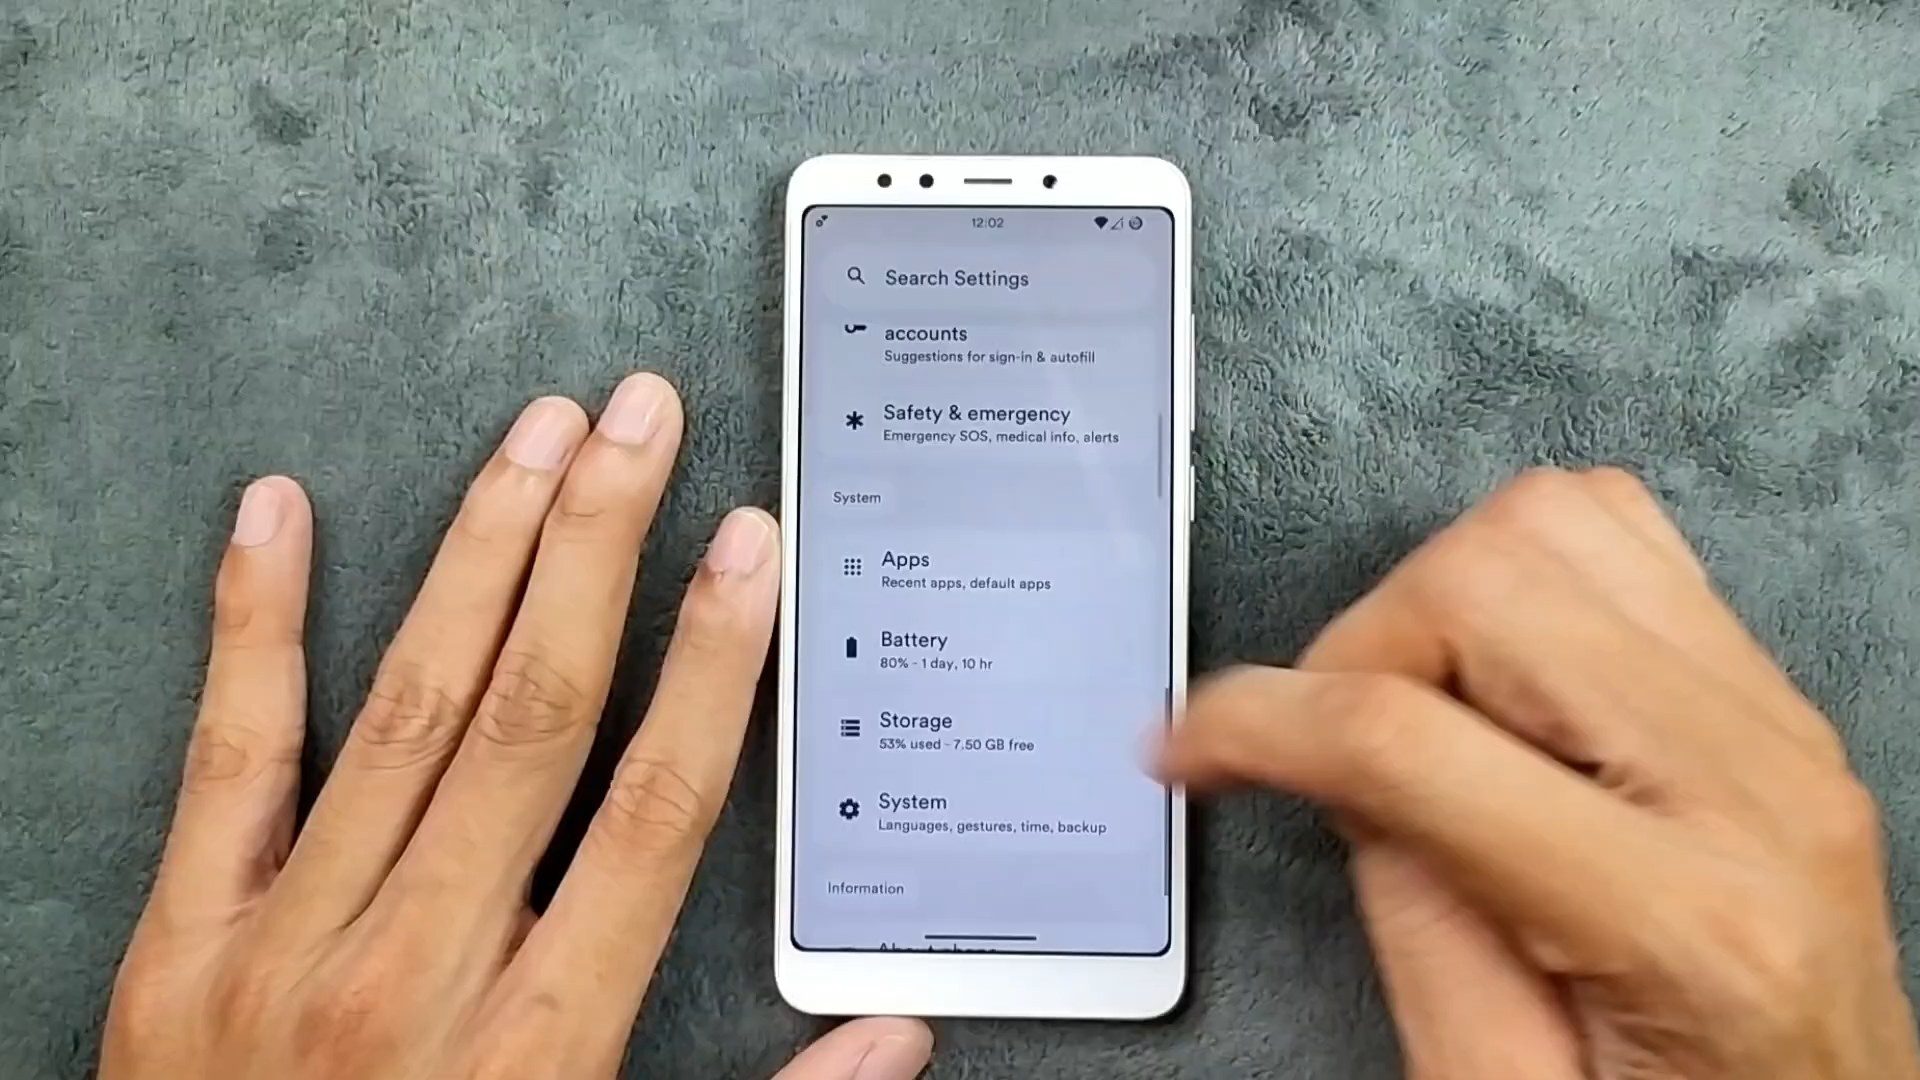 12:02
Search Settings
accounts
Suggestions for sign-in & autofill
Safety & emergency
Emergency SOS, medical info, alerts
System
Apps
Recent apps, default apps
Battery
80% - 1 day, 10 hr
Storage
53% used - 7.50 GB free
System
Languages, gestures, time, backup
Information
About phone